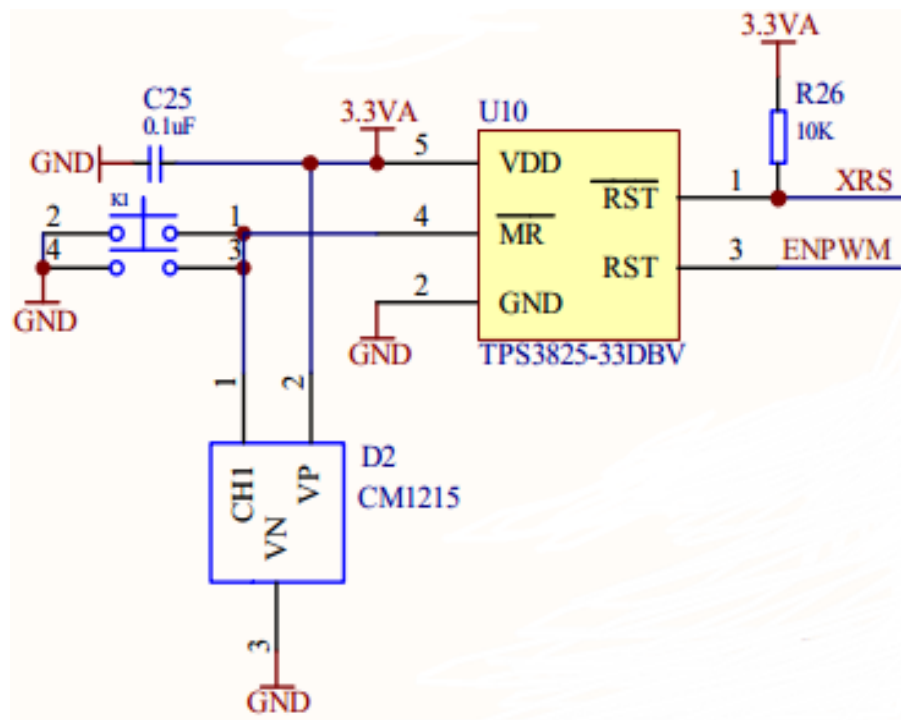 3.3VA
R26
10K
C25
0.1uF
3.3VA
U10
GND
5
VDD
RST
1
XRS
K1
2
1
4
MR
4
3
RST
3
ENPWM
GND
2
GND
GND
TPS3825-33DBV
1
2
D2
CM1215
CH1
VP
VN
3
GND